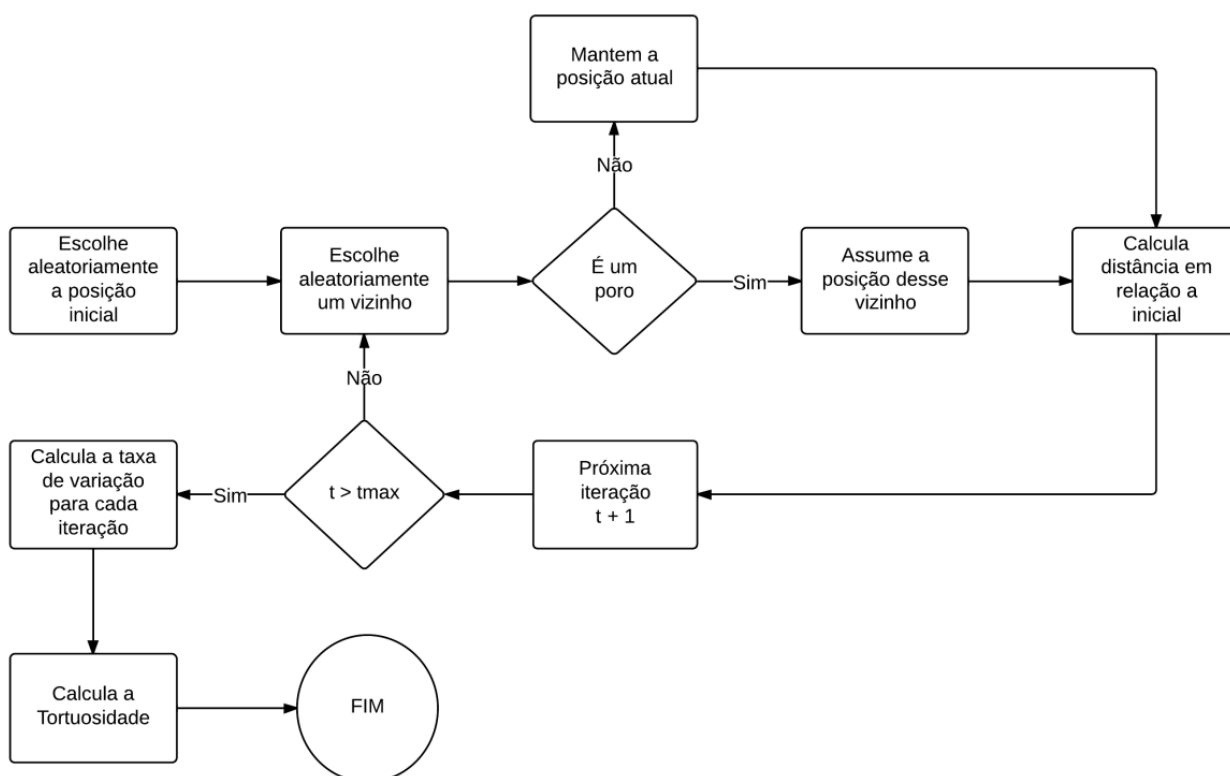 Mantem a
posição atual
Não
Escolhe
aleatoriamente
a posição
inicial
Escolhe
aleatoriamente
um vizinho
É um
poro
Sim
Assume a
posição desse
vizinho
Calcula
distância em
relação a
inicial
Não
Calcula a taxa
de variação
para cada
iteração
Sim
t > tmax
Próxima
iteração
t + 1
Calcula a
Tortuosidade
FIM